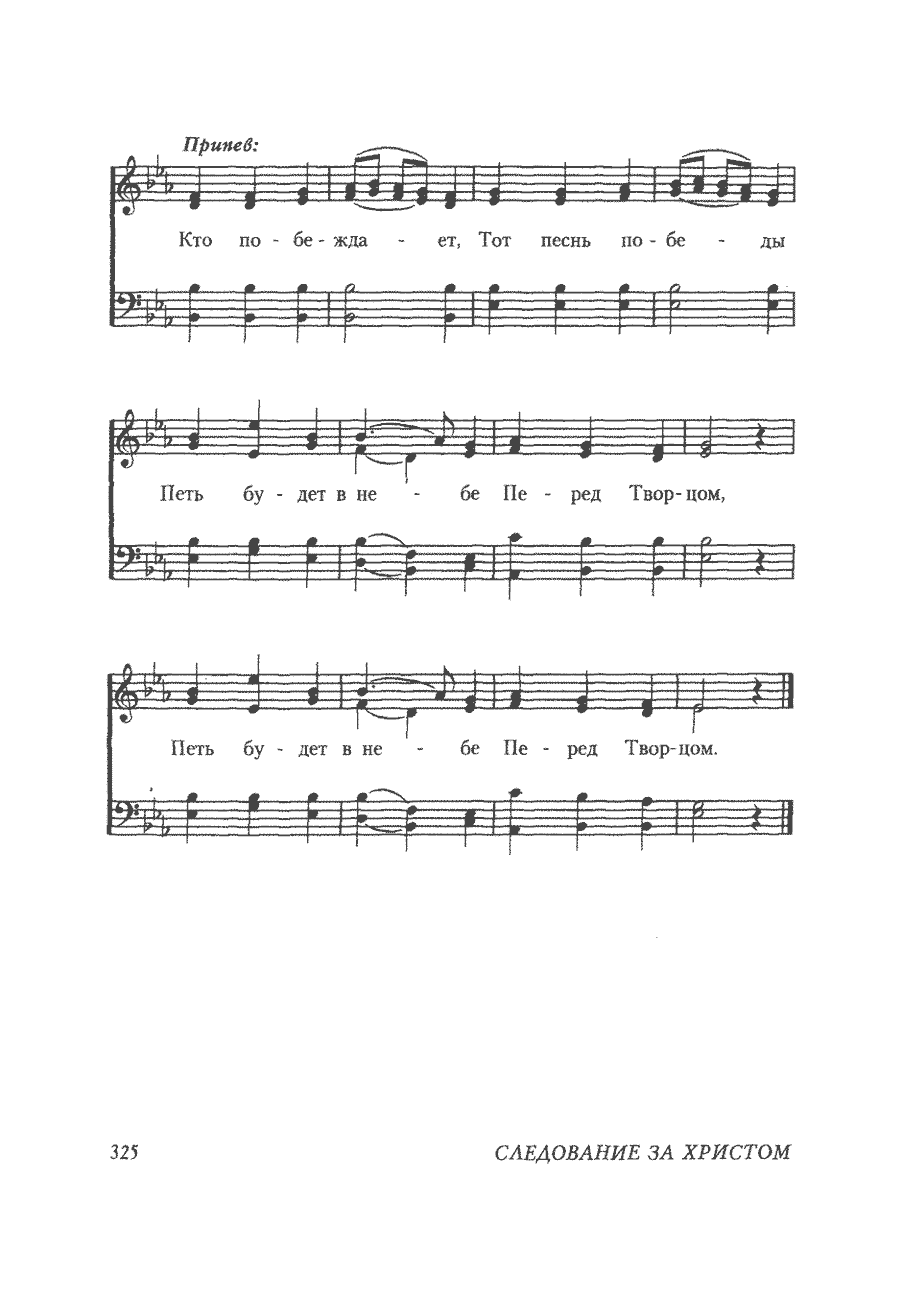 Припев:
Кто по - бе - жда - ет, Тот песнь по - бе - ды
Петь бу - дет в не - бе Пе - ред Твор-цом,
Петь бу - дет в не - бе Пе - ред Твор-цом.
325 СЛЕДОВАНИЕ ЗА ХРИСТОМ